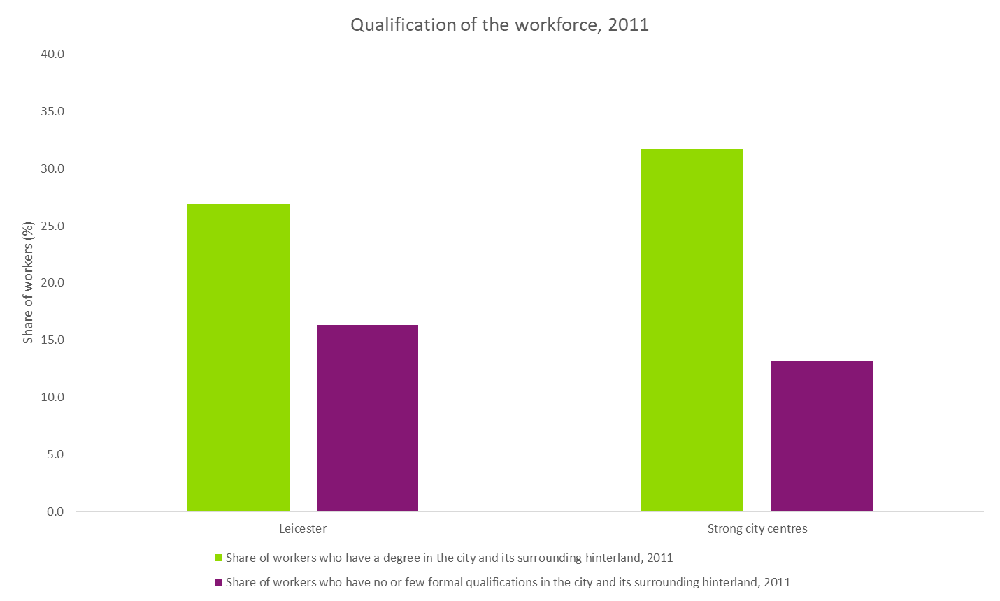 Qualification of the workforce, 2011
40.0
35.0
30.0
25.0
20.0
15.0
10.0
5.0
0.0
Share of workers (%)
Leicester
Strong city centres
Share of workers who have a degree in the city and its surrounding hinterland, 2011
Share of workers who have no or few formal qualifications in the city and its surrounding hinterland, 2011